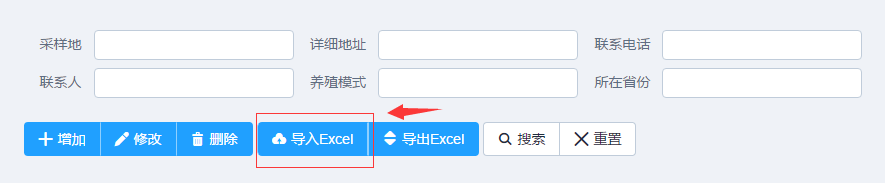 采样地 详细地址 联系电话
联系人 养殖模式 所在省份
增加 修改 删除 导入Excel 导出Excel 搜索 重置